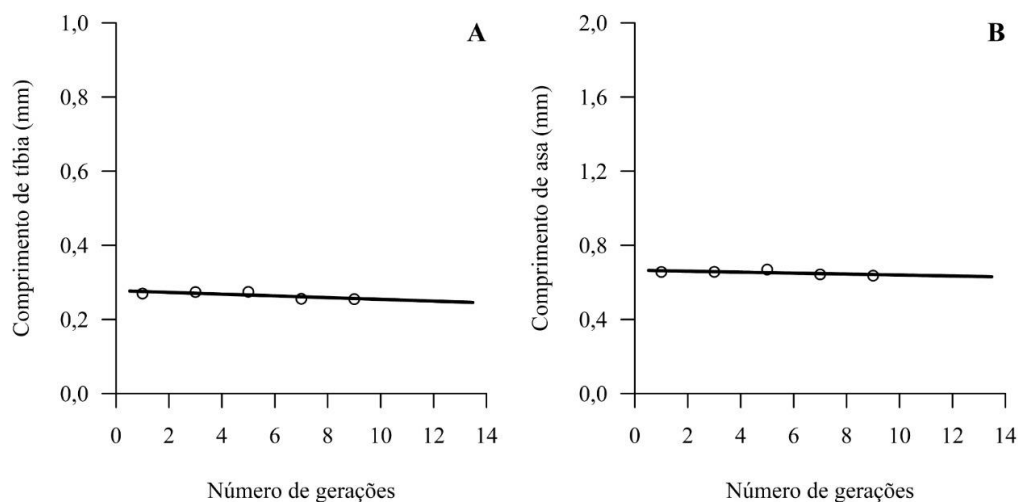 A
Comprimento de tíbia (mm)
1,0
0,8
0,6
0,4
0,2
0,0
0 2 4 6 8 10 12 14
Número de gerações
B
Comprimento de asa (mm)
2,0
1,6
1,2
0,8
0,4
0,0
0 2 4 6 8 10 12 14
Número de gerações